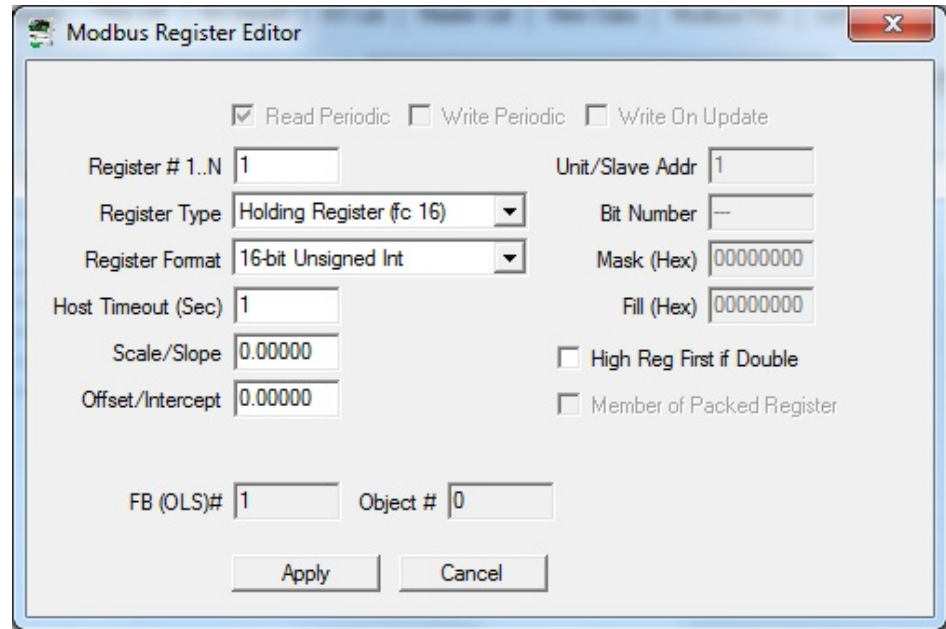 Modbus Register Editor
Read Periodic Write Periodic Write On Update
Register # 1..N 1 Unit/Slave Addr 1
Register Type Holding Register (fc 16) Bit Number ---
Register Format 16-bit Unsigned Int Mask (Hex) 00000000
Host Timeout (Sec) 1 Fill (Hex) 00000000
Scale/Slope 0.00000 High Reg First if Double
Offset/Intercept 0.00000 Member of Packed Register
FB (OLS)# 1 Object # 0
Apply Cancel